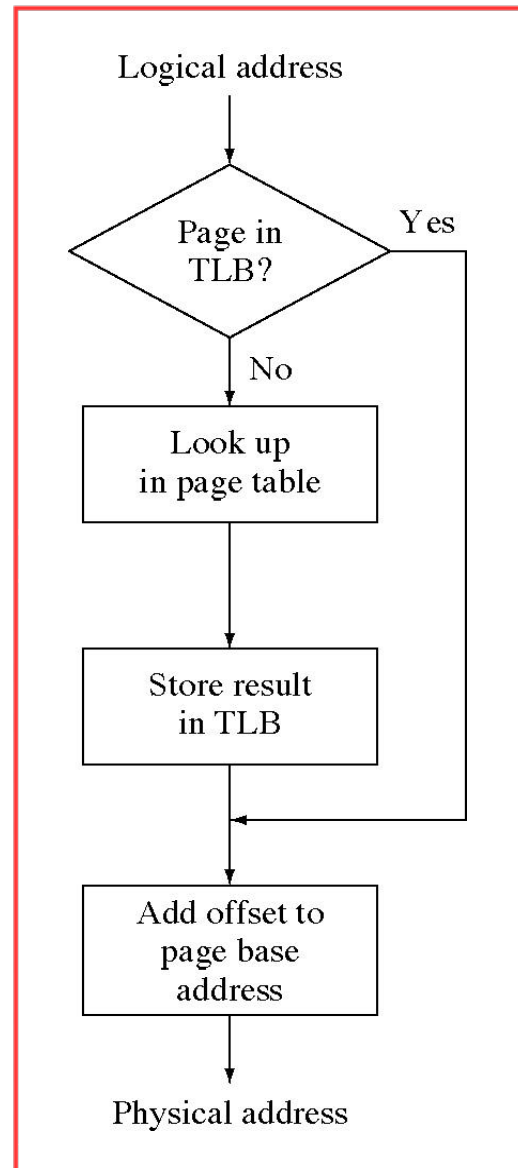 Logical address
Page in
TLB?
Yes
No
Look up
in page table
Store result
in TLB
Add offset to
page base
address
Physical address